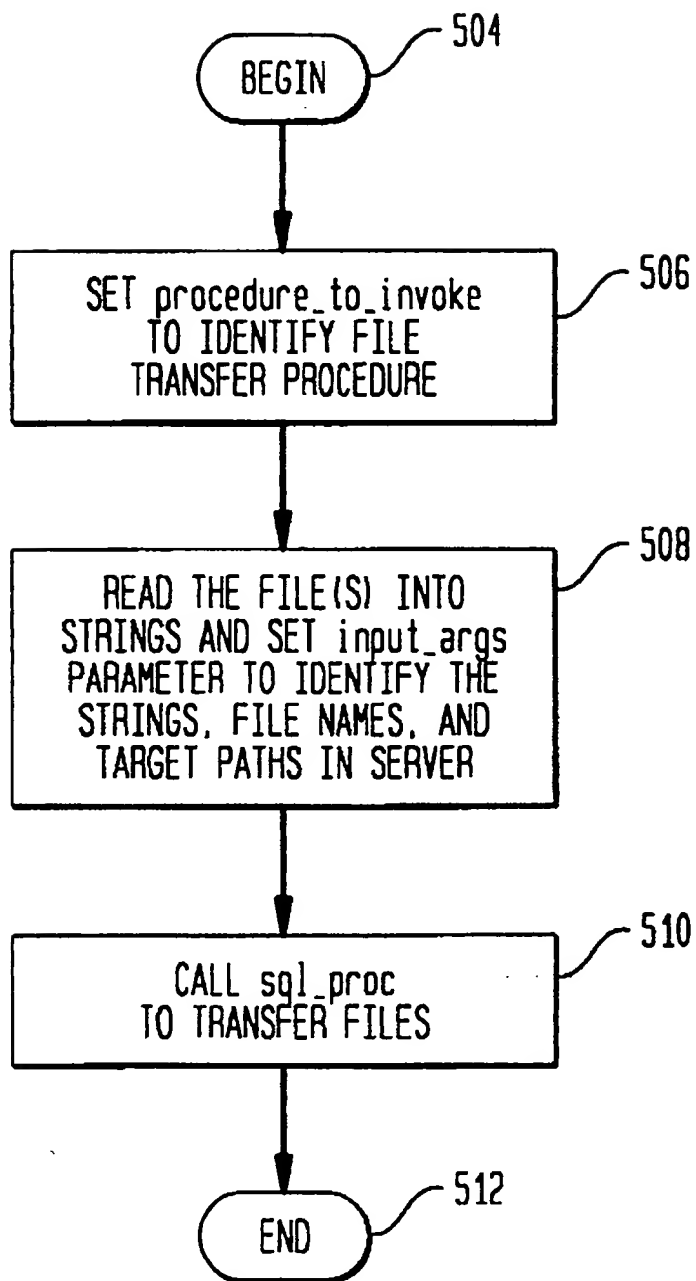 504
BEGIN
506
SET procedure_to_invoke
TO IDENTIFY FILE
TRANSFER PROCEDURE
508
READ THE FILE(S) INTO
STRINGS AND SET input_args
PARAMETER TO IDENTIFY THE
STRINGS, FILE NAMES, AND
TARGET PATHS IN SERVER
510
CALL sql_proc
TO TRANSFER FILES
512
END